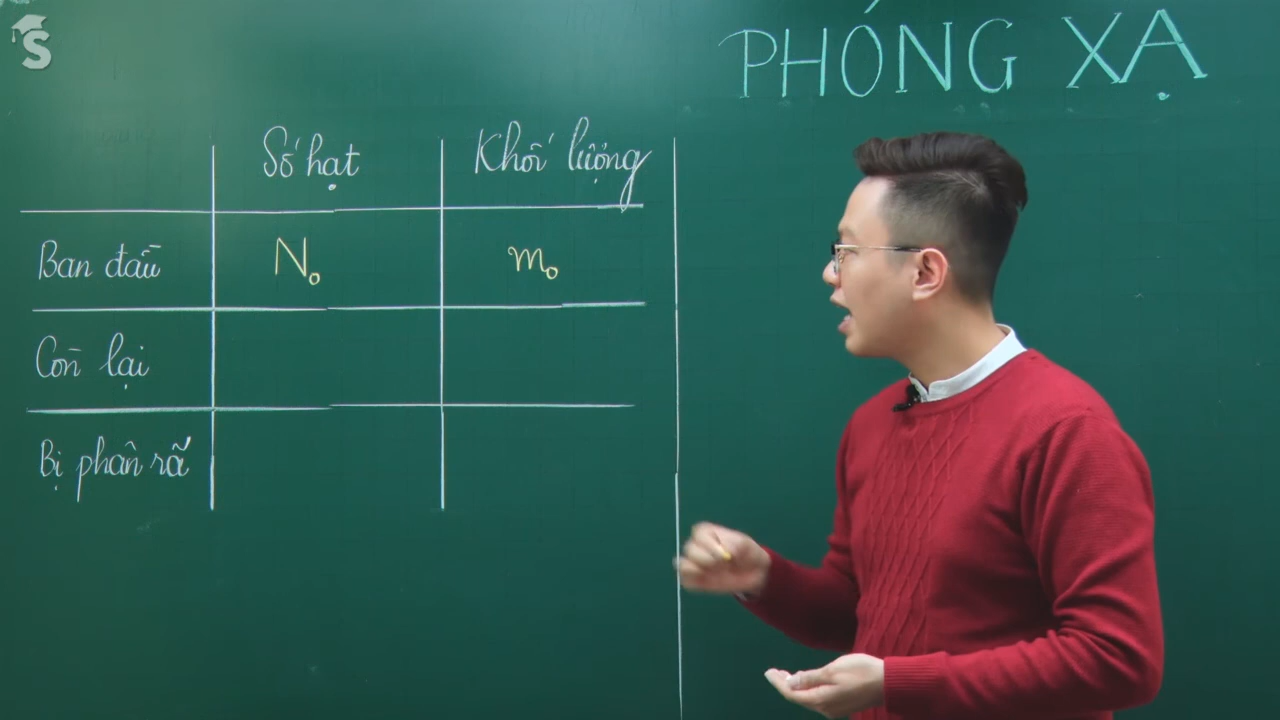 PHÓNG XẠ
Số hạt Khối lượng
Ban đầu N₀ m₀
Còn lại
Bị phân rã
S